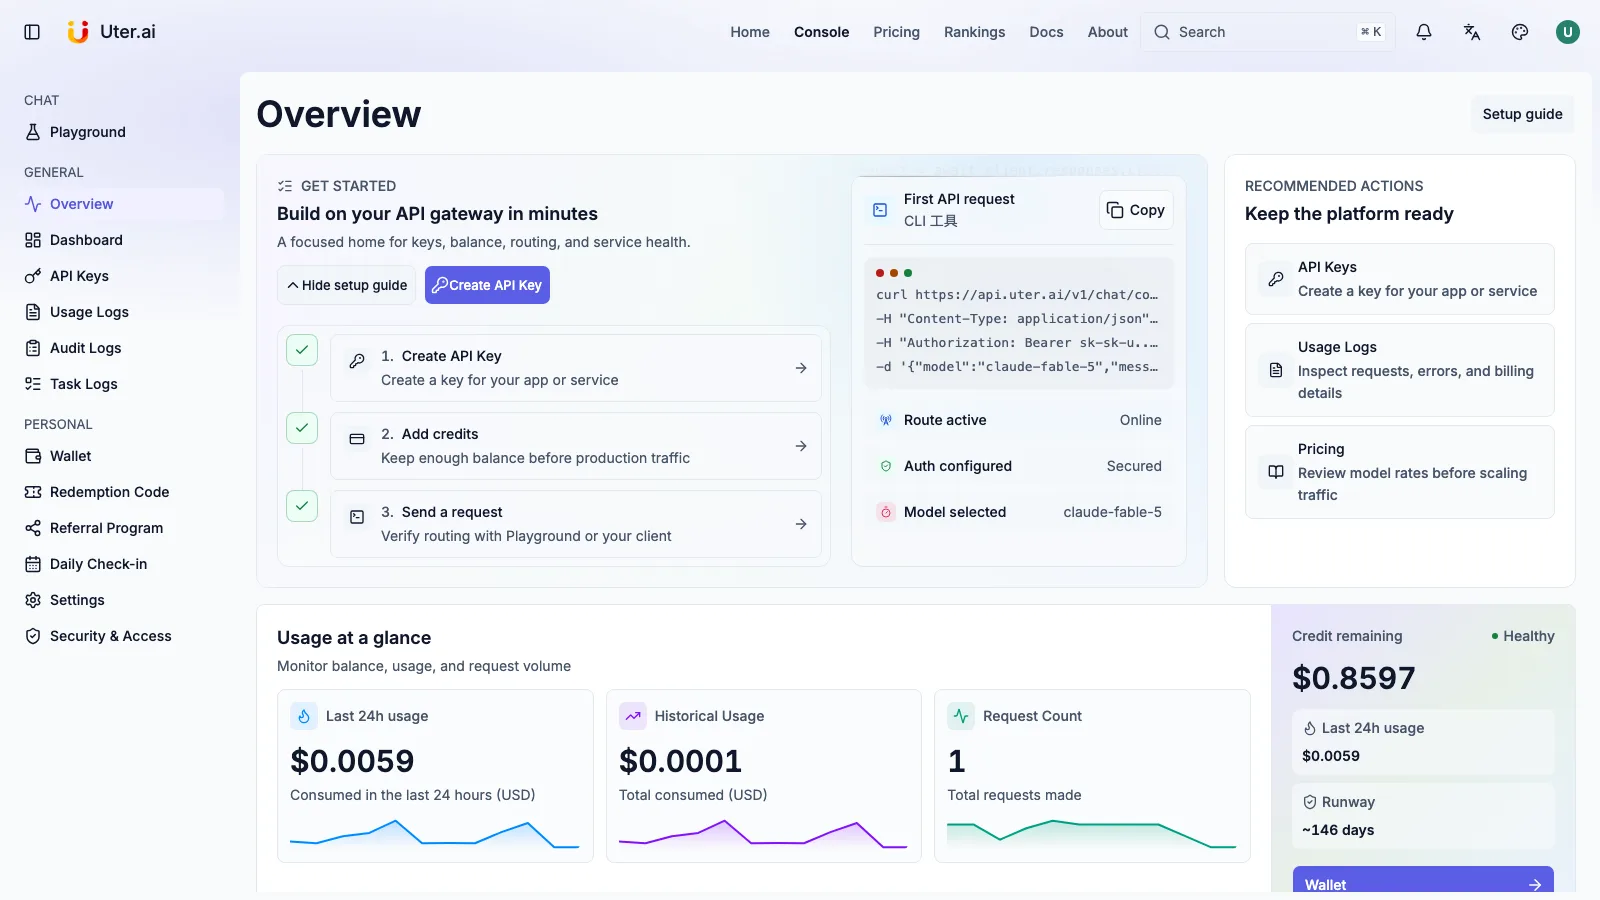 Uter.ai
Home
Console
Pricing
Rankings
Docs
About
Search
⌘ K
U
CHAT
Playground
GENERAL
Overview
Dashboard
API Keys
Usage Logs
Audit Logs
Task Logs
PERSONAL
Wallet
Redemption Code
Referral Program
Daily Check-in
Settings
Security & Access
Overview
Setup guide
GET STARTED
Build on your API gateway in minutes
A focused home for keys, balance, routing, and service health.
Hide setup guide
Create API Key
1. Create API Key
Create a key for your app or service
2. Add credits
Keep enough balance before production traffic
3. Send a request
Verify routing with Playground or your client
First API request
CLI 工具
Copy
curl https://api.uter.ai/v1/chat/co…
-H "Content-Type: application/json"…
-H "Authorization: Bearer sk-sk-u..…
-d '{"model":"claude-fable-5","mess…
Route active
Online
Auth configured
Secured
Model selected
claude-fable-5
RECOMMENDED ACTIONS
Keep the platform ready
API Keys
Create a key for your app or service
Usage Logs
Inspect requests, errors, and billing
details
Pricing
Review model rates before scaling
traffic
Usage at a glance
Monitor balance, usage, and request volume
Last 24h usage
$0.0059
Consumed in the last 24 hours (USD)
Historical Usage
$0.0001
Total consumed (USD)
Request Count
1
Total requests made
Credit remaining
Healthy
$0.8597
Last 24h usage
$0.0059
Runway
~146 days
Wallet